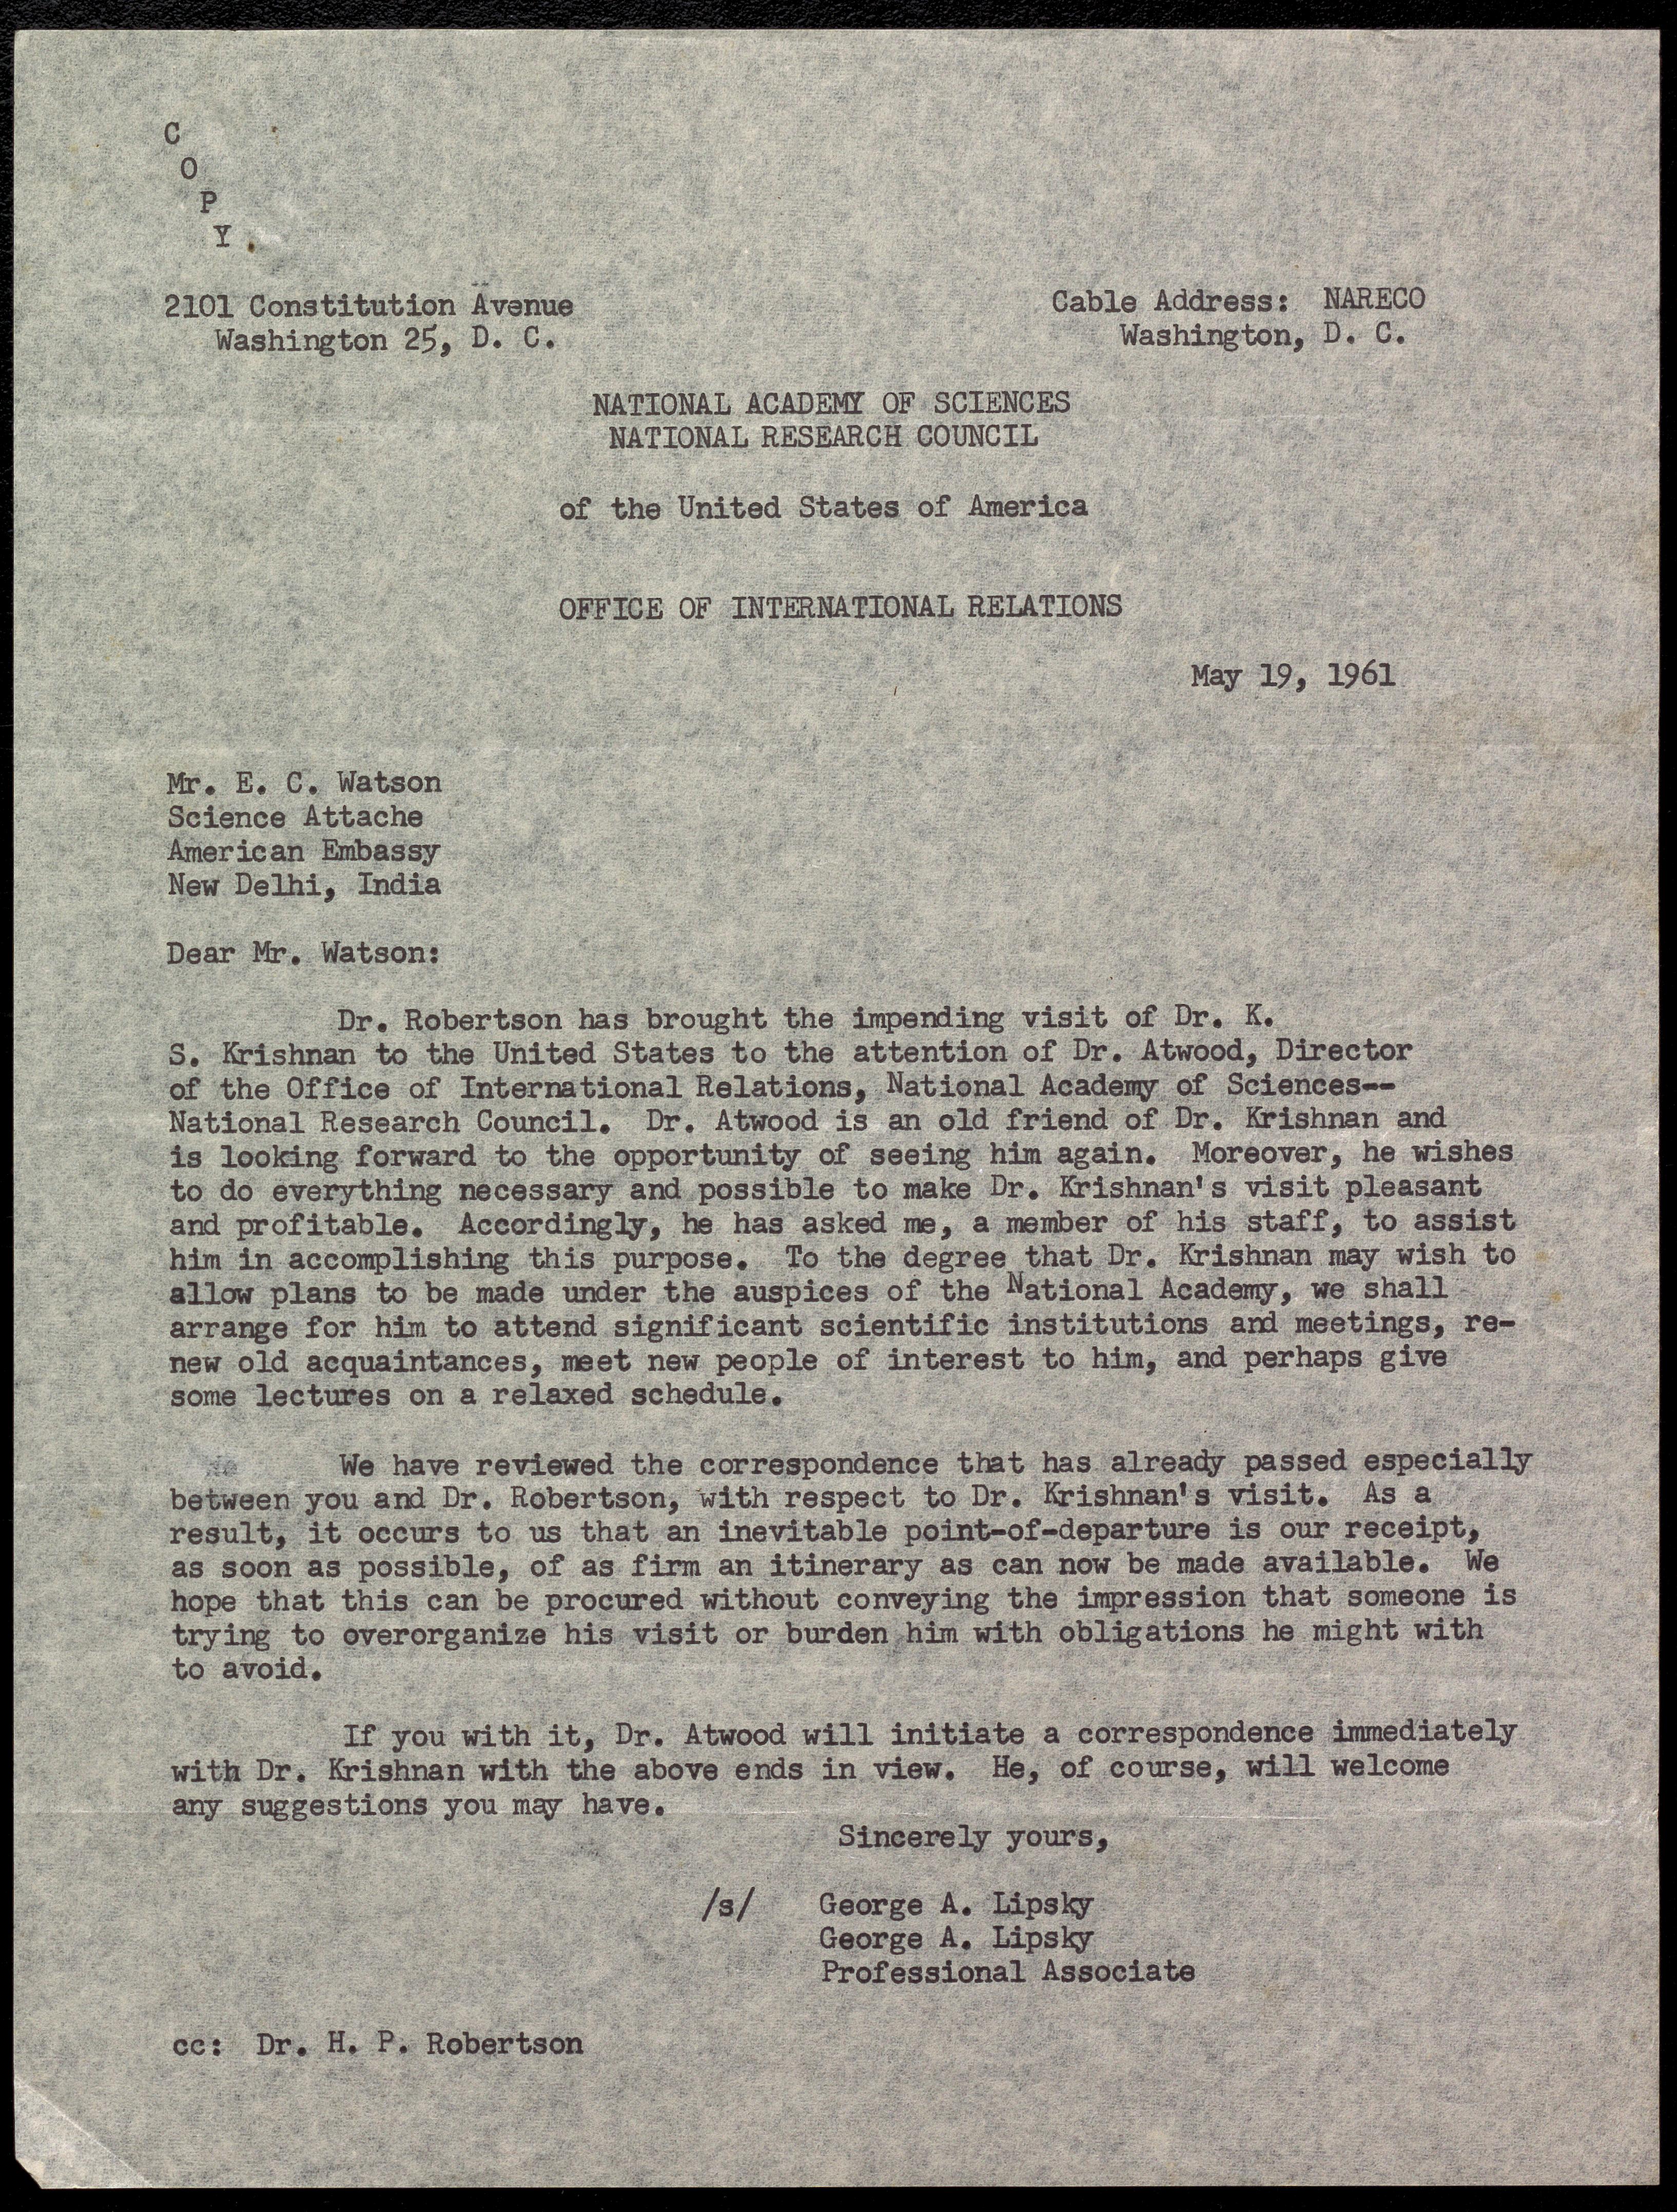 C
O
P
Y
2101 Constitution Avenue
Washington 25, D. C.
Cable Address: NARECO
Washington, D. C.
NATIONAL ACADEMY OF SCIENCES
NATIONAL RESEARCH COUNCIL
of the United States of America
OFFICE OF INTERNATIONAL RELATIONS
May 19, 1961
Mr. E. C. Watson
Science Attache
American Embassy
New Delhi, India
Dear Mr. Watson:
Dr. Robertson has brought the impending visit of Dr. K.
S. Krishnan to the United States to the attention of Dr. Atwood, Director
of the Office of International Relations, National Academy of Sciences--
National Research Council. Dr. Atwood is an old friend of Dr. Krishnan and
is looking forward to the opportunity of seeing him again. Moreover, he wishes
to do everything necessary and possible to make Dr. Krishnan's visit pleasant
and profitable. Accordingly, he has asked me, a member of his staff, to assist
him in accomplishing this purpose. To the degree that Dr. Krishnan may wish to
allow plans to be made under the auspices of the National Academy, we shall
arrange for him to attend significant scientific institutions and meetings, re-
new old acquaintances, meet new people of interest to him, and perhaps give
some lectures on a relaxed schedule.
We have reviewed the correspondence that has already passed especially
between you and Dr. Robertson, with respect to Dr. Krishnan's visit. As a
result, it occurs to us that an inevitable point-of-departure is our receipt,
as soon as possible, of as firm an itinerary as can now be made available. We
hope that this can be procured without conveying the impression that someone is
trying to overorganize his visit or burden him with obligations he might with
to avoid.
If you with it, Dr. Atwood will initiate a correspondence immediately
with Dr. Krishnan with the above ends in view. He, of course, will welcome
any suggestions you may have.
Sincerely yours,
/s/ George A. Lipsky
George A. Lipsky
Professional Associate
cc: Dr. H. P. Robertson